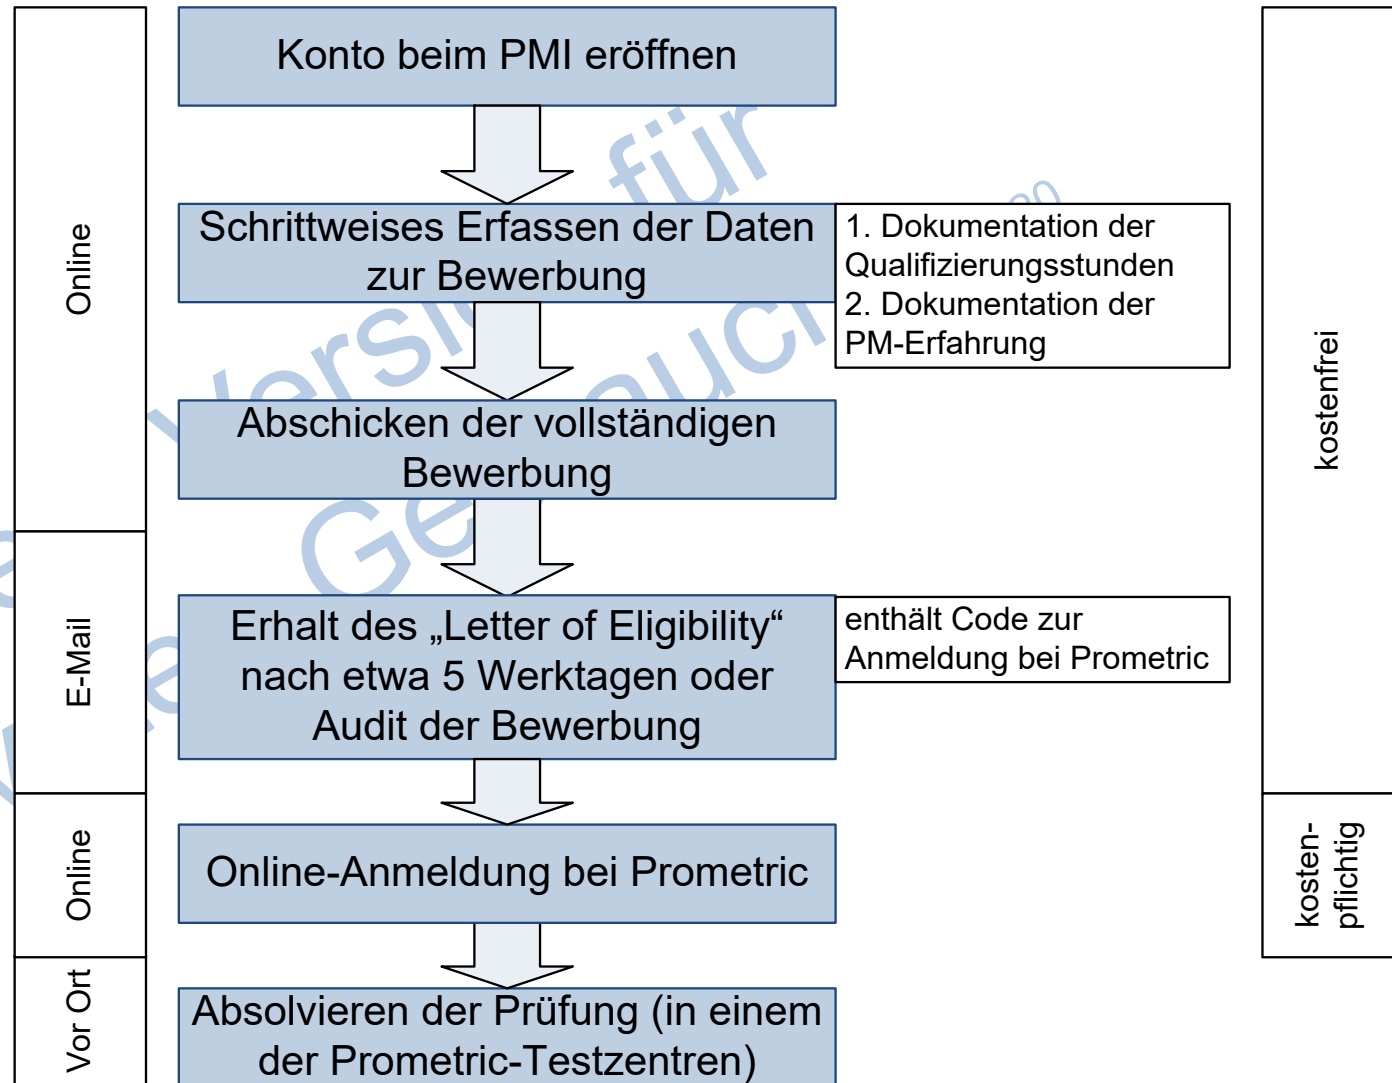 Konto beim PMI eröffnen
Online
Schrittweises Erfassen der Daten
zur Bewerbung
1. Dokumentation der
Qualifizierungsstunden
2. Dokumentation der
PM-Erfahrung
kostenfrei
Abschicken der vollständigen
Bewerbung
E-Mail
Erhalt des „Letter of Eligibility“
nach etwa 5 Werktagen oder
Audit der Bewerbung
enthält Code zur
Anmeldung bei Prometric
Online
Online-Anmeldung bei Prometric
kosten-
pflichtig
Vor Ort
Absolvieren der Prüfung (in einem
der Prometric-Testzentren)
für